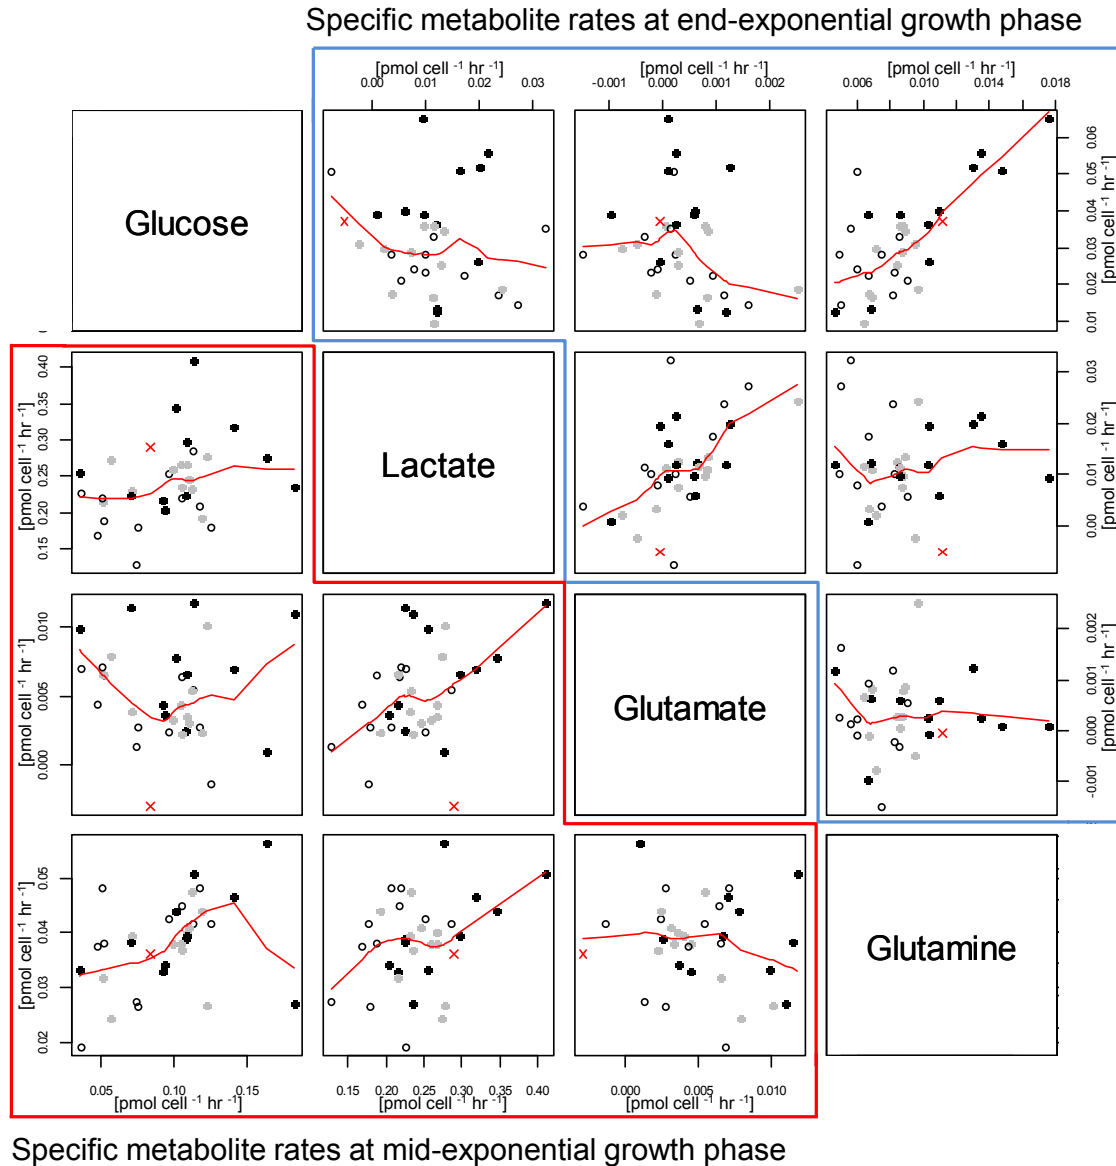 Specific metabolite rates at end-exponential growth phase
[pmol cell -1 hr -1] [pmol cell -1 hr -1] [pmol cell -1 hr -1]
0.00 0.01 0.02 0.03 -0.001 0.000 0.001 0.002 0.006 0.010 0.014 0.018
Glucose
0.01 0.02 0.03 0.04 0.05 0.06
[pmol cell -1 hr -1]
[pmol cell -1 hr -1]
0.15 0.20 0.25 0.30 0.35 0.40
Lactate
0.00 0.01 0.02 0.03
[pmol cell -1 hr -1]
[pmol cell -1 hr -1]
0.000 0.005 0.010
Glutamate
-0.001 0.000 0.001 0.002
[pmol cell -1 hr -1]
[pmol cell -1 hr -1]
0.02 0.03 0.04 0.05
Glutamine
0.05 0.10 0.15 0.15 0.20 0.25 0.30 0.35 0.40 0.000 0.005 0.010
[pmol cell -1 hr -1] [pmol cell -1 hr -1] [pmol cell -1 hr -1]
Specific metabolite rates at mid-exponential growth phase